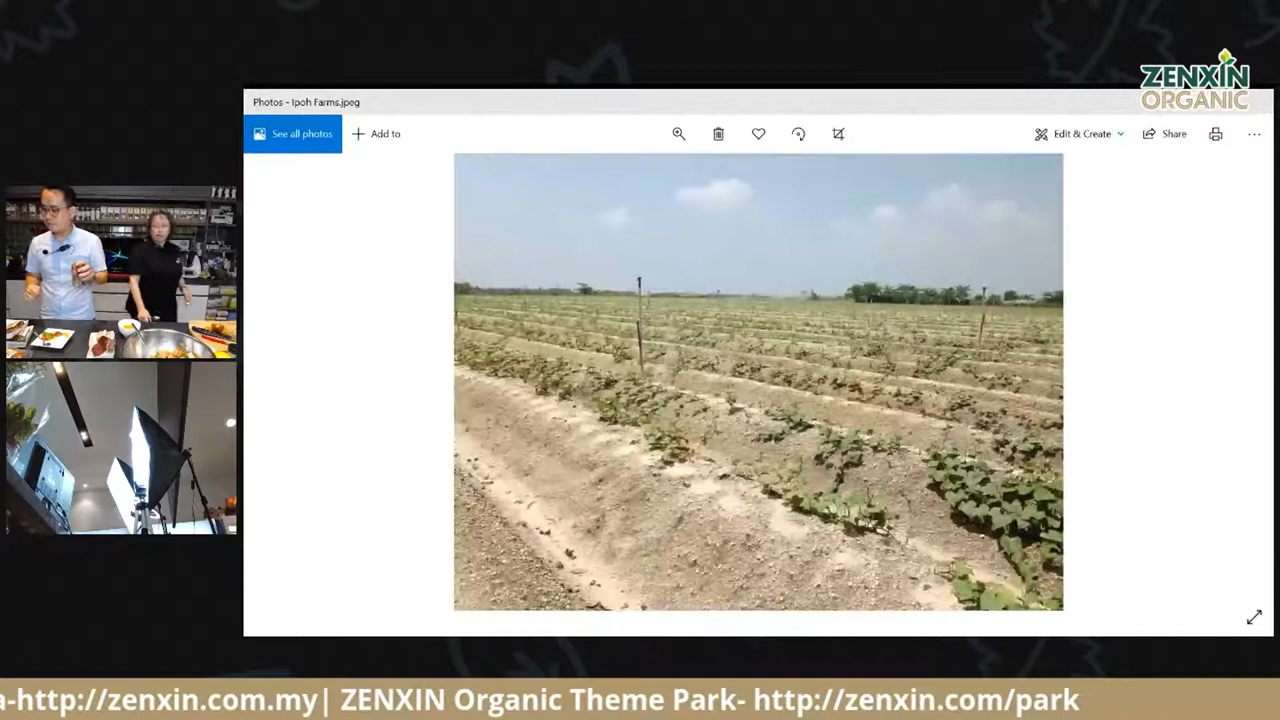 ZENXIN
ORGANIC
Photos - Ipoh Farms.jpeg
See all photos
Add to
Edit & Create
Share
a-http://zenxin.com.my| ZENXIN Organic Theme Park- http://zenxin.com/park